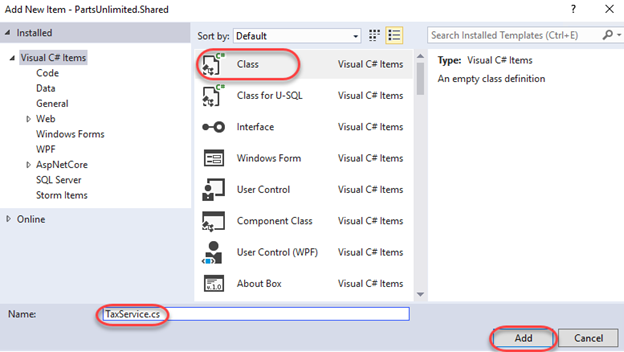 Add New Item - PartsUnlimited.Shared ? ×
Installed
Visual C# Items
Code
Data
General
Web
Windows Forms
WPF
AspNetCore
SQL Server
Storm Items
Online
Sort by: Default
Class Visual C# Items
Class for U-SQL Visual C# Items
Interface Visual C# Items
Windows Form Visual C# Items
User Control Visual C# Items
Component Class Visual C# Items
User Control (WPF) Visual C# Items
About Box Visual C# Items
Search Installed Templates (Ctrl+E)
Type: Visual C# Items
An empty class definition
Name: TaxService.cs
Add Cancel